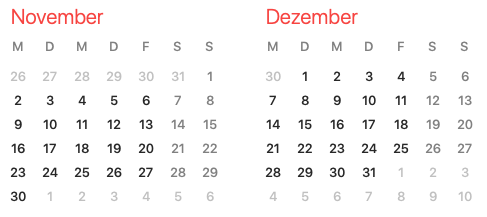 November
M D M D F S S
26 27 28 29 30 31 1
2 3 4 5 6 7 8
9 10 11 12 13 14 15
16 17 18 19 20 21 22
23 24 25 26 27 28 29
30 1 2 3 4 5 6
Dezember
M D M D F S S
30 1 2 3 4 5 6
7 8 9 10 11 12 13
14 15 16 17 18 19 20
21 22 23 24 25 26 27
28 29 30 31 1 2 3
4 5 6 7 8 9 10